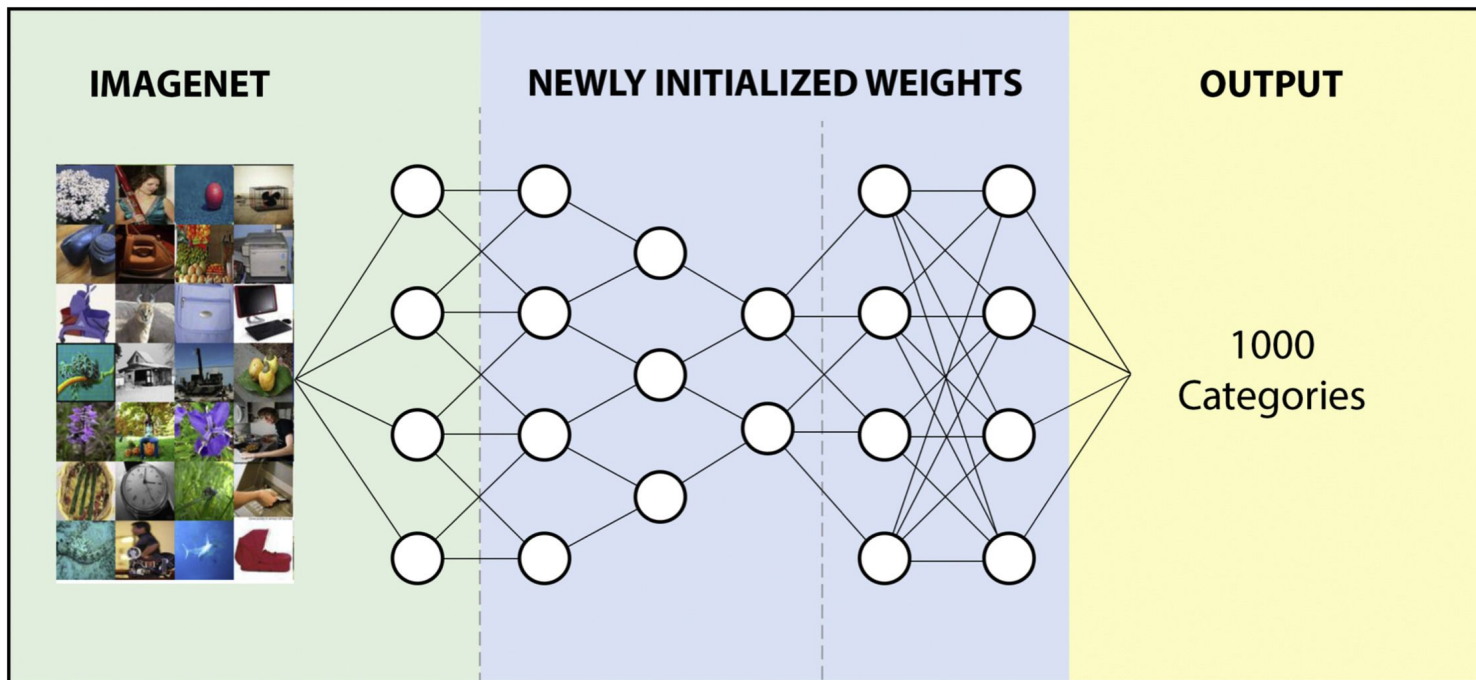 IMAGENET
NEWLY INITIALIZED WEIGHTS
OUTPUT
1000
Categories